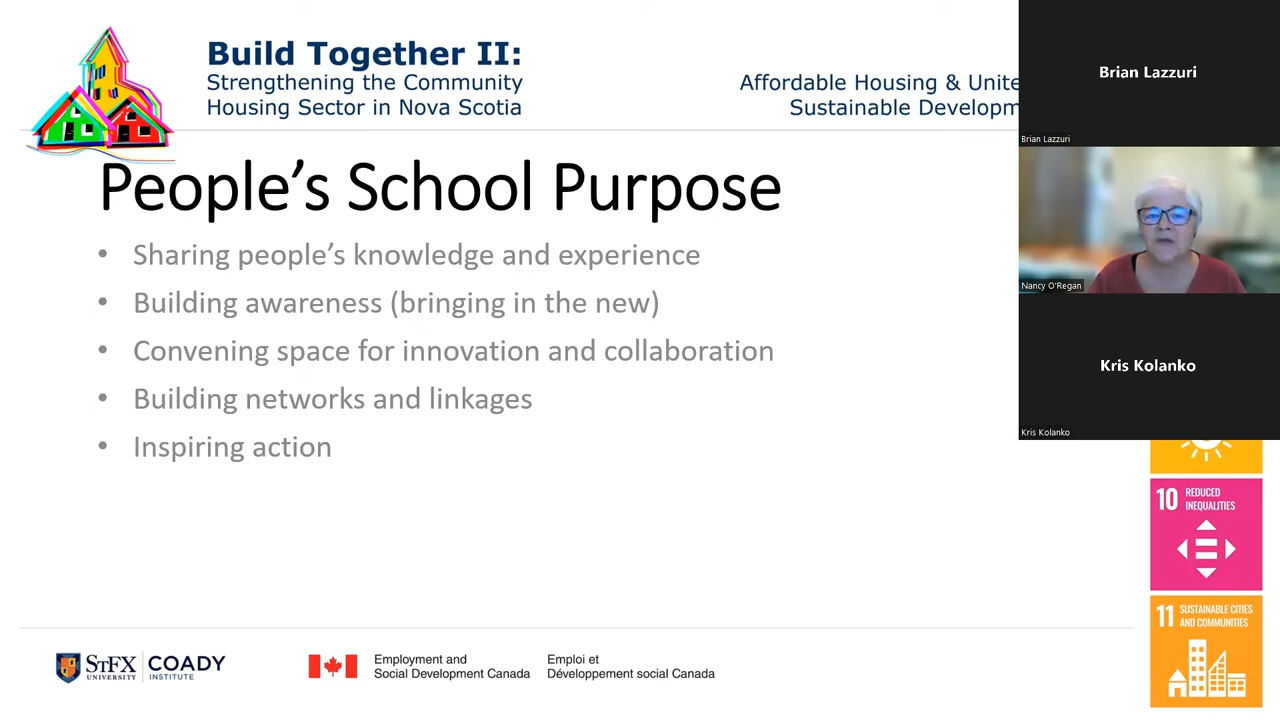 Build Together II:
Strengthening the Community
Housing Sector in Nova Scotia
Affordable Housing & Unite
Sustainable Developm
Brian Lazzuri
Brian Lazzuri
People's School Purpose
• Sharing people's knowledge and experience
• Building awareness (bringing in the new)
• Convening space for innovation and collaboration
• Building networks and linkages
• Inspiring action
Nancy O'Regan
Kris Kolanko
Kris Kolanko
10 REDUCED
INEQUALITIES
11 SUSTAINABLE CITIES
AND COMMUNITIES
STFX
UNIVERSITY
COADY
INSTITUTE
Employment and
Social Development Canada
Emploi et
Développement social Canada